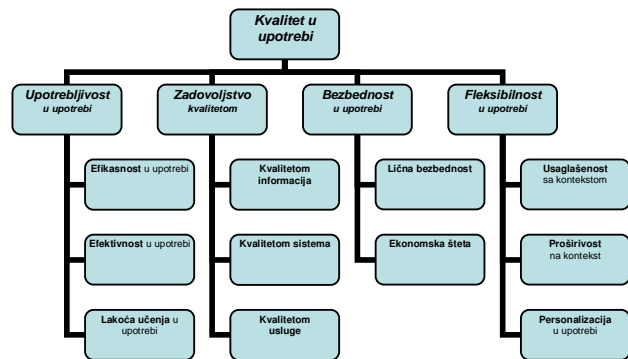 Kvalitet u
upotrebi
Upotrebljivost
u upotrebi
Zadovoljstvo
kvalitetom
Bezbednost
u upotrebi
Fleksibilnost
u upotrebi
Efikasnost u upotrebi
Kvalitetom
informacija
Lična bezbednost
Usaglašenost
sa kontekstom
Efektivnost u upotrebi
Kvalitetom sistema
Ekonomska šteta
Proširivost
na kontekst
Lakoća učenja u
upotrebi
Kvalitetom
usluge
Personalizacija
u upotrebi